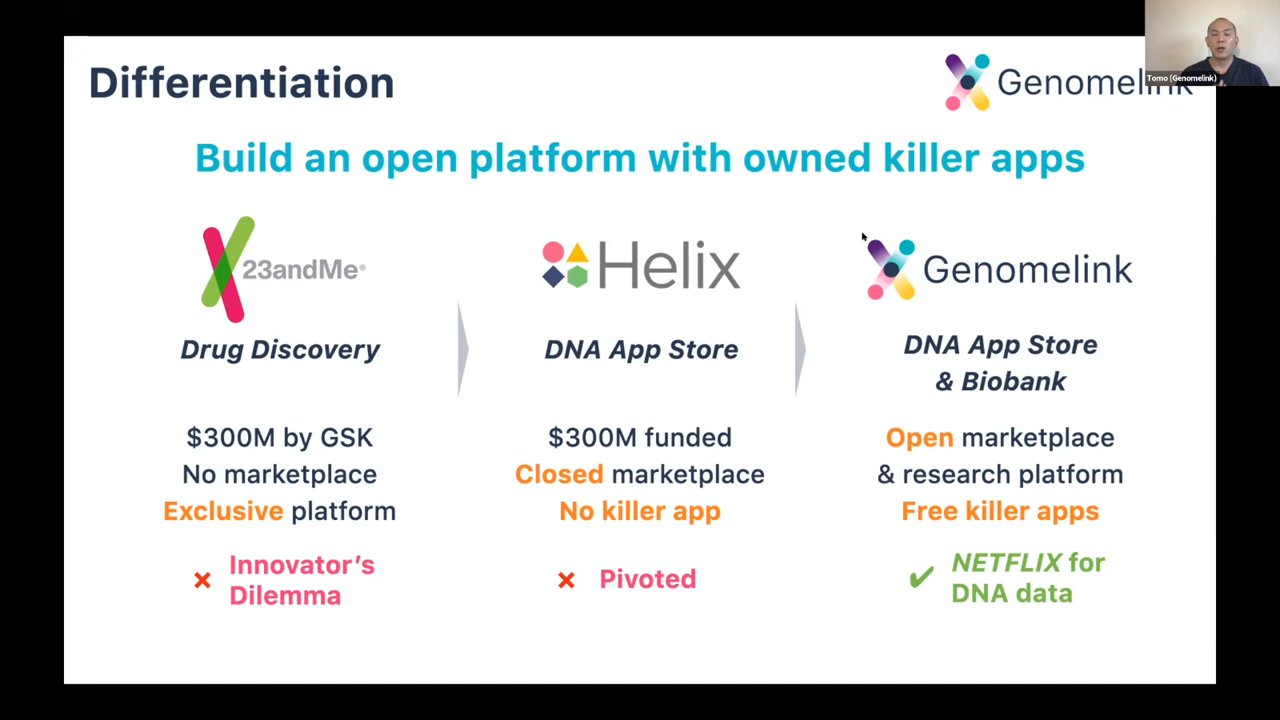 Differentiation
Genomelink
Tomo (Genomelink)
Build an open platform with owned killer apps
23andMe®
Helix
Genomelink
Drug Discovery
DNA App Store
DNA App Store
& Biobank
$300M by GSK
No marketplace
Exclusive platform
$300M funded
Closed marketplace
No killer app
Open marketplace
& research platform
Free killer apps
× Innovator's
Dilemma
× Pivoted
✔ NETFLIX for
DNA data